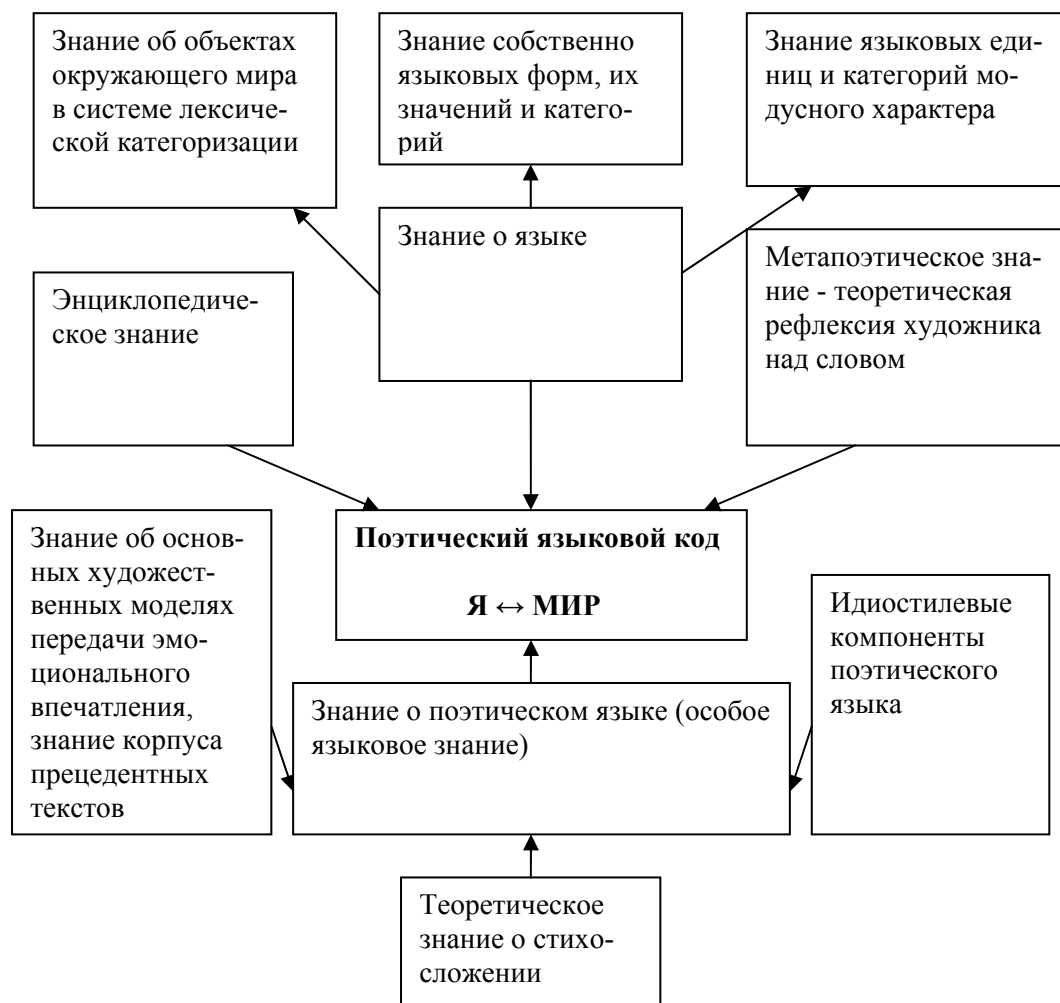 Знание об объектах
окружающего мира
в системе лексиче-
ской категоризации
Знание собственно
языковых форм, их
значений и катего-
рий
Знание языковых еди-
ниц и категорий мо-
дусного характера
Знание о языке
Энциклопедиче-
ское знание
Метапоэтическое зна-
ние - теоретическая
рефлексия художника
над словом
Поэтический языковой код
Я ↔ МИР
Знание об основ-
ных художест-
венных моделях
передачи эмо-
ционального
впечатления,
знание корпуса
прецедентных
текстов
Идиостилевые
компоненты
поэтического
языка
Знание о поэтическом языке (особое
языковое знание)
Теоретическое
знание о стихо-
сложении